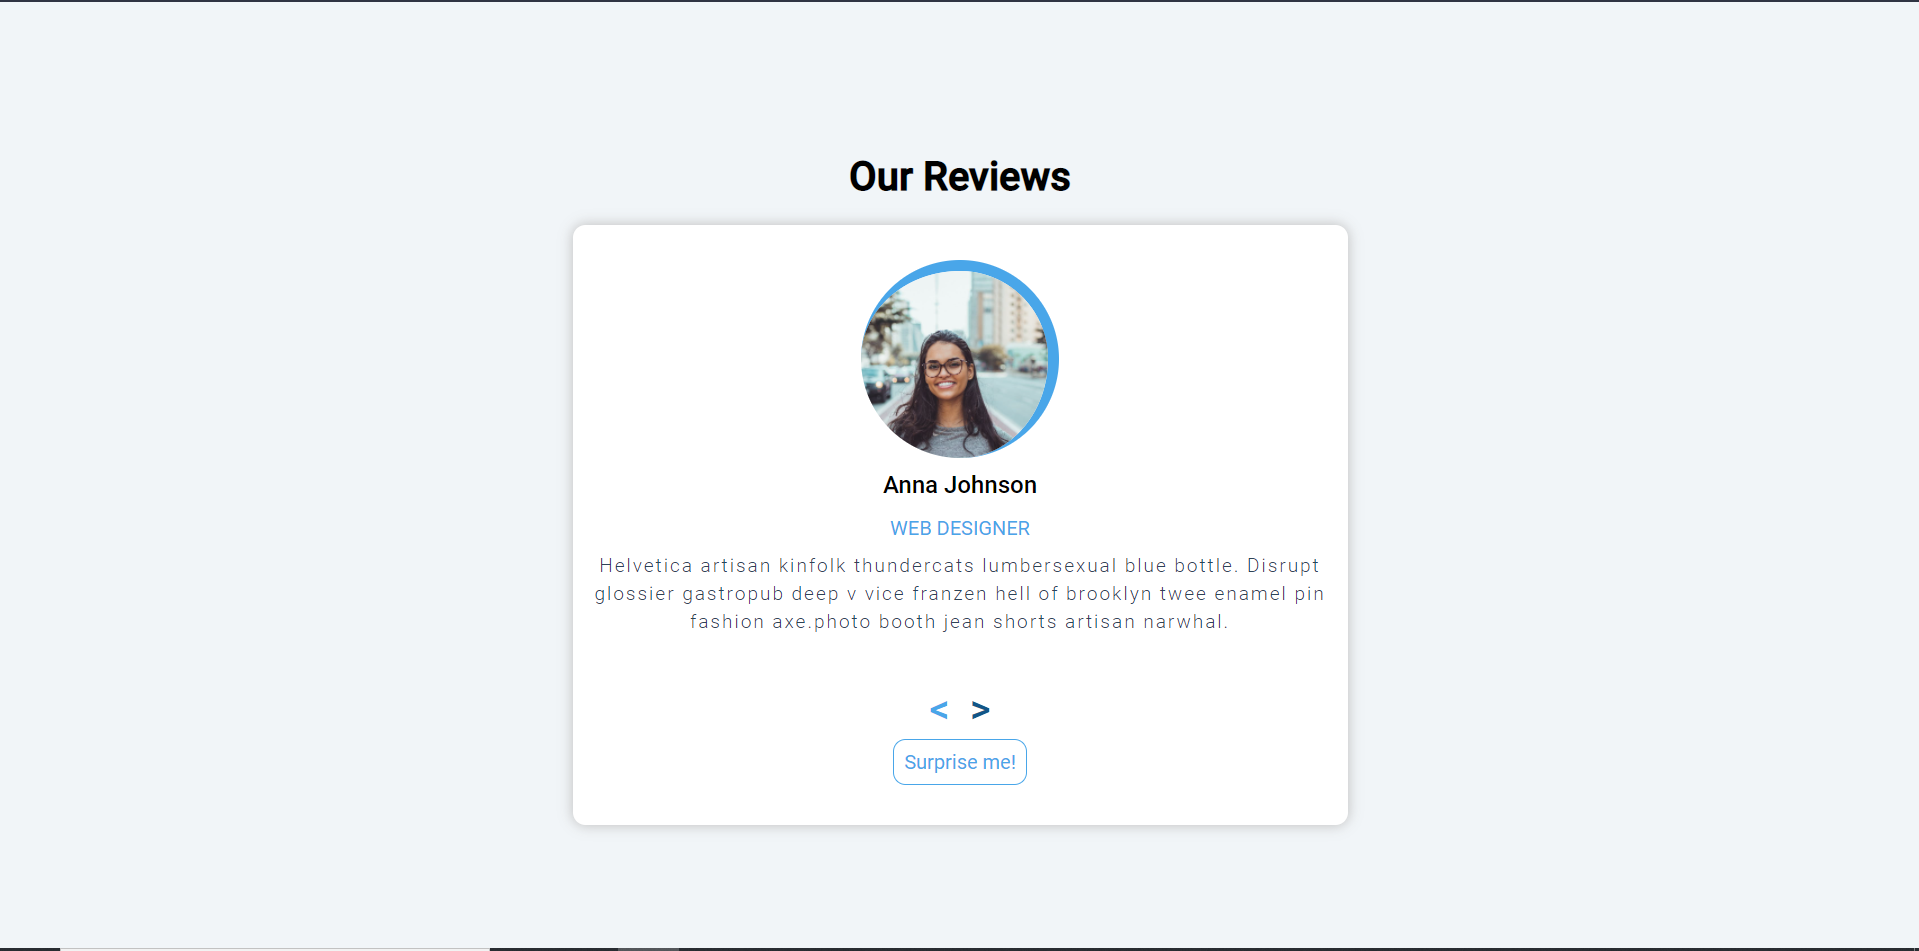 Our Reviews
Anna Johnson
WEB DESIGNER
Helvetica artisan kinfolk thundercats lumbersexual blue bottle. Disrupt
glossier gastropub deep v vice franzen hell of brooklyn twee enamel pin
fashion axe.photo booth jean shorts artisan narwhal.
< >
Surprise me!